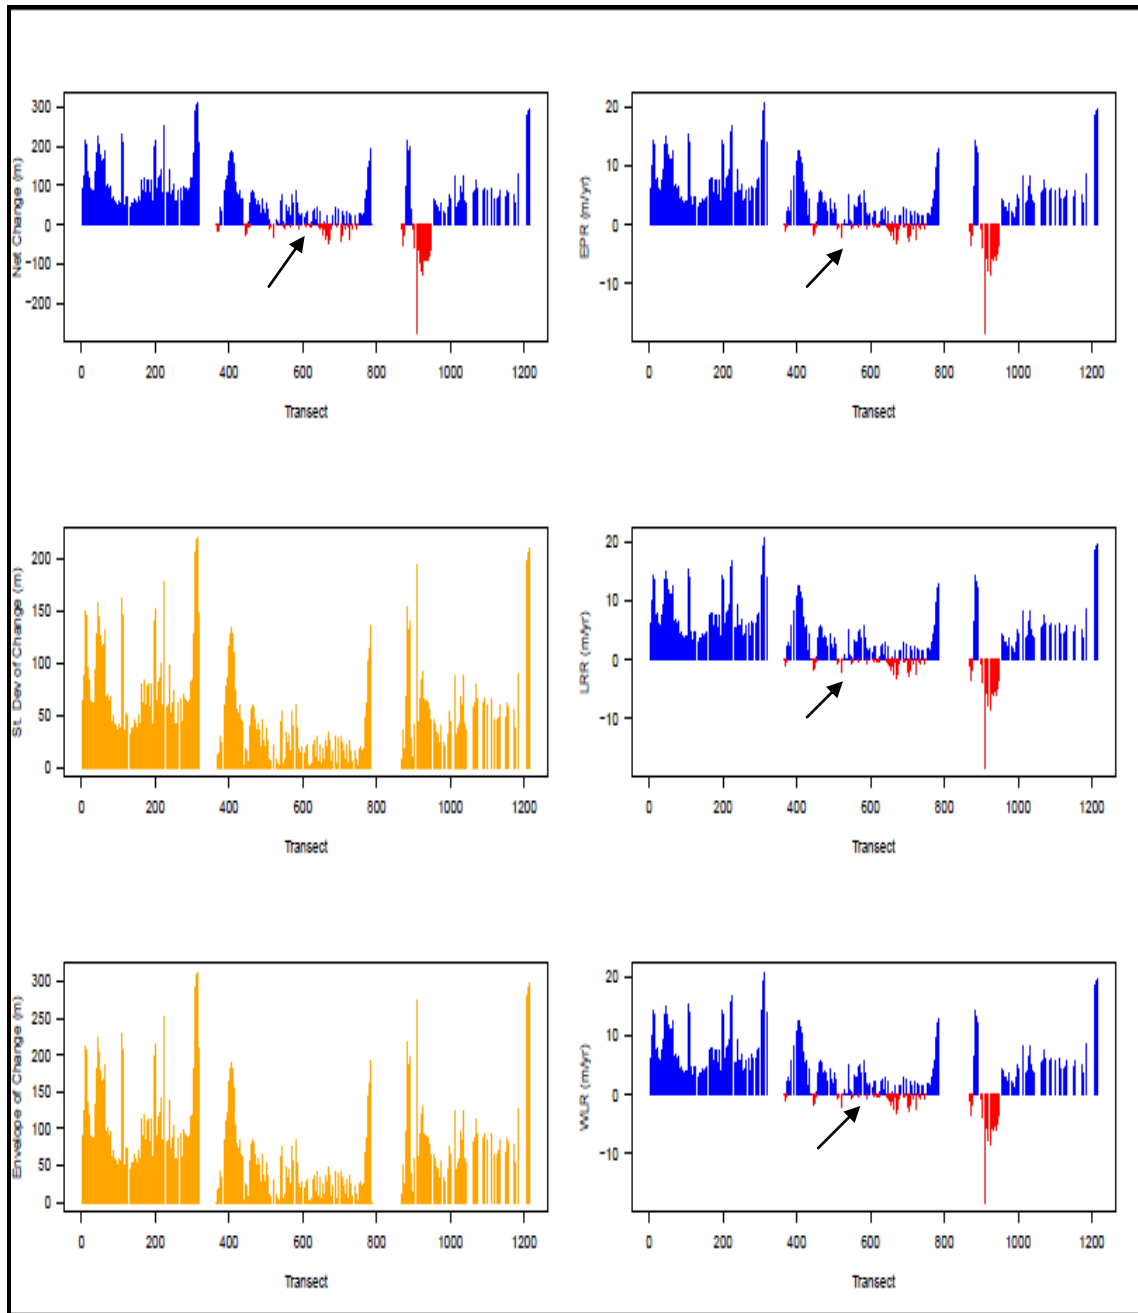 Net Change (m)
300
200
100
0
−100
−200
0 200 400 600 800 1000 1200
Transect
EPR (m/yr)
20
10
0
−10
0 200 400 600 800 1000 1200
Transect
St. Dev of Change (m)
200
150
100
50
0
0 200 400 600 800 1000 1200
Transect
LRR (m/yr)
20
10
0
−10
0 200 400 600 800 1000 1200
Transect
Envelope of Change (m)
300
250
200
150
100
50
0
0 200 400 600 800 1000 1200
Transect
WLR (m/yr)
20
10
0
−10
0 200 400 600 800 1000 1200
Transect